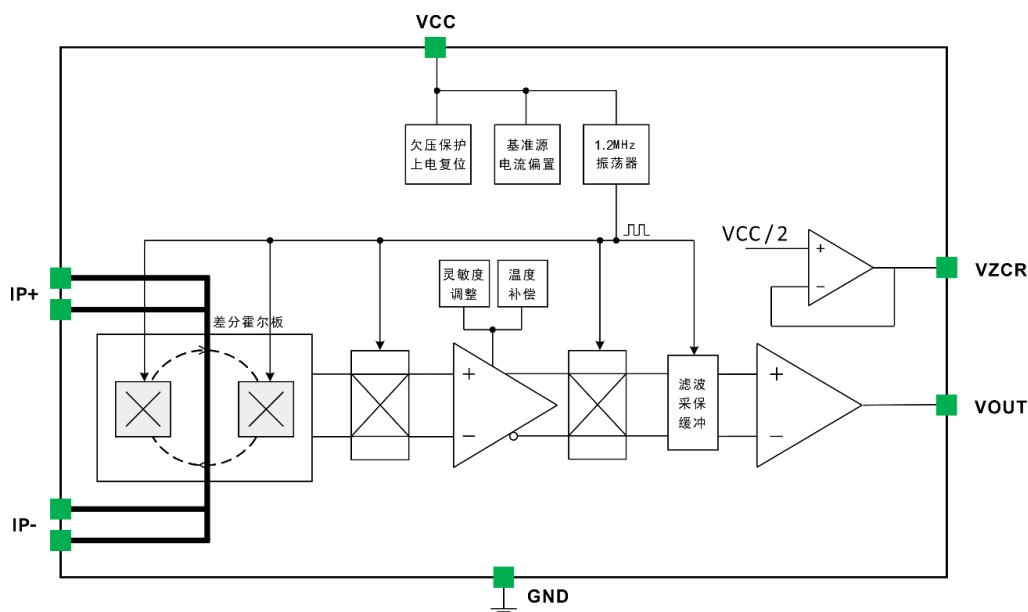 VCC
欠压保护
上电复位
基准源
电流偏置
1.2MHz
振荡器
VCC/2
+
−
VZCR
IP+
灵敏度
调整
温度
补偿
差分霍尔板
+
−
滤波
采保
缓冲
+
−
VOUT
IP-
GND